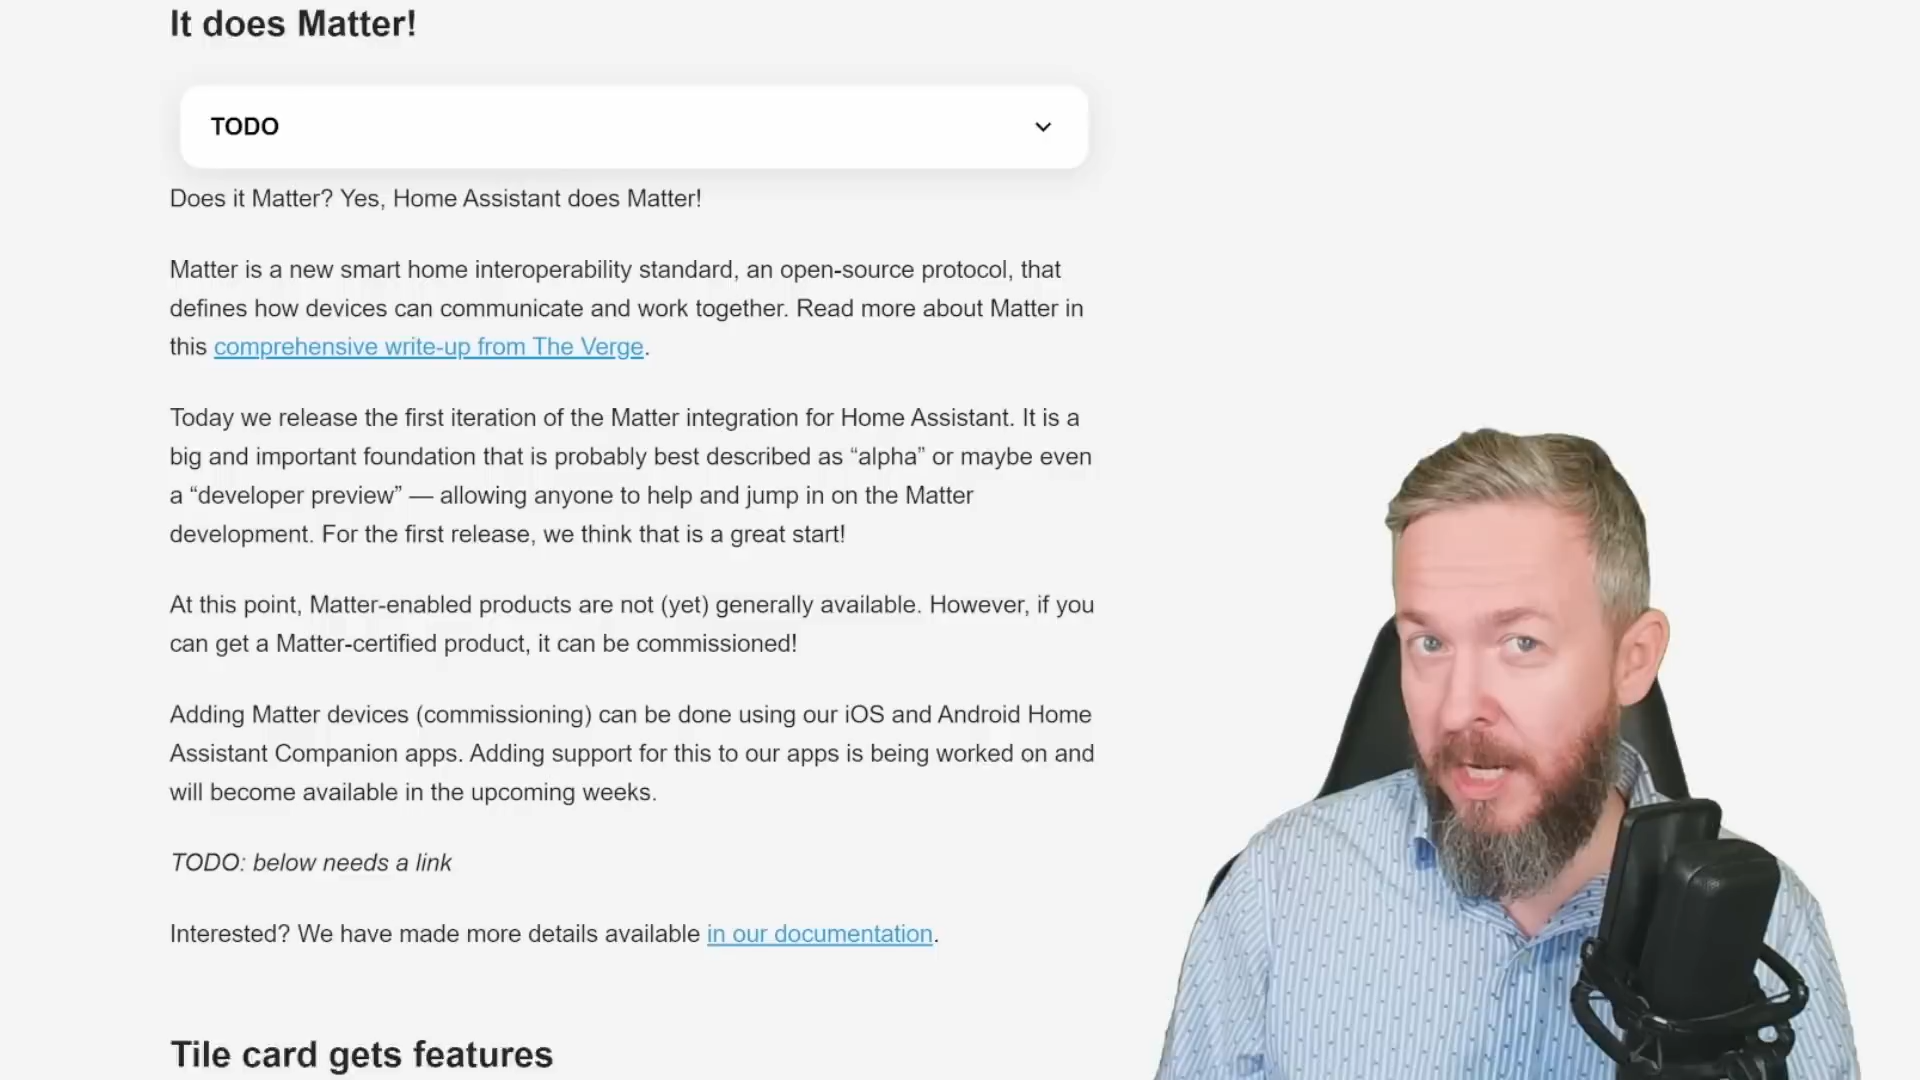 It does Matter!
TODO
Does it Matter? Yes, Home Assistant does Matter!
Matter is a new smart home interoperability standard, an open-source protocol, that
defines how devices can communicate and work together. Read more about Matter in
this comprehensive write-up from The Verge.
Today we release the first iteration of the Matter integration for Home Assistant. It is a
big and important foundation that is probably best described as “alpha” or maybe even
a “developer preview” — allowing anyone to help and jump in on the Matter
development. For the first release, we think that is a great start!
At this point, Matter-enabled products are not (yet) generally available. However, if you
can get a Matter-certified product, it can be commissioned!
Adding Matter devices (commissioning) can be done using our iOS and Android Home
Assistant Companion apps. Adding support for this to our apps is being worked on and
will become available in the upcoming weeks.
TODO: below needs a link
Interested? We have made more details available in our documentation.
Tile card gets features